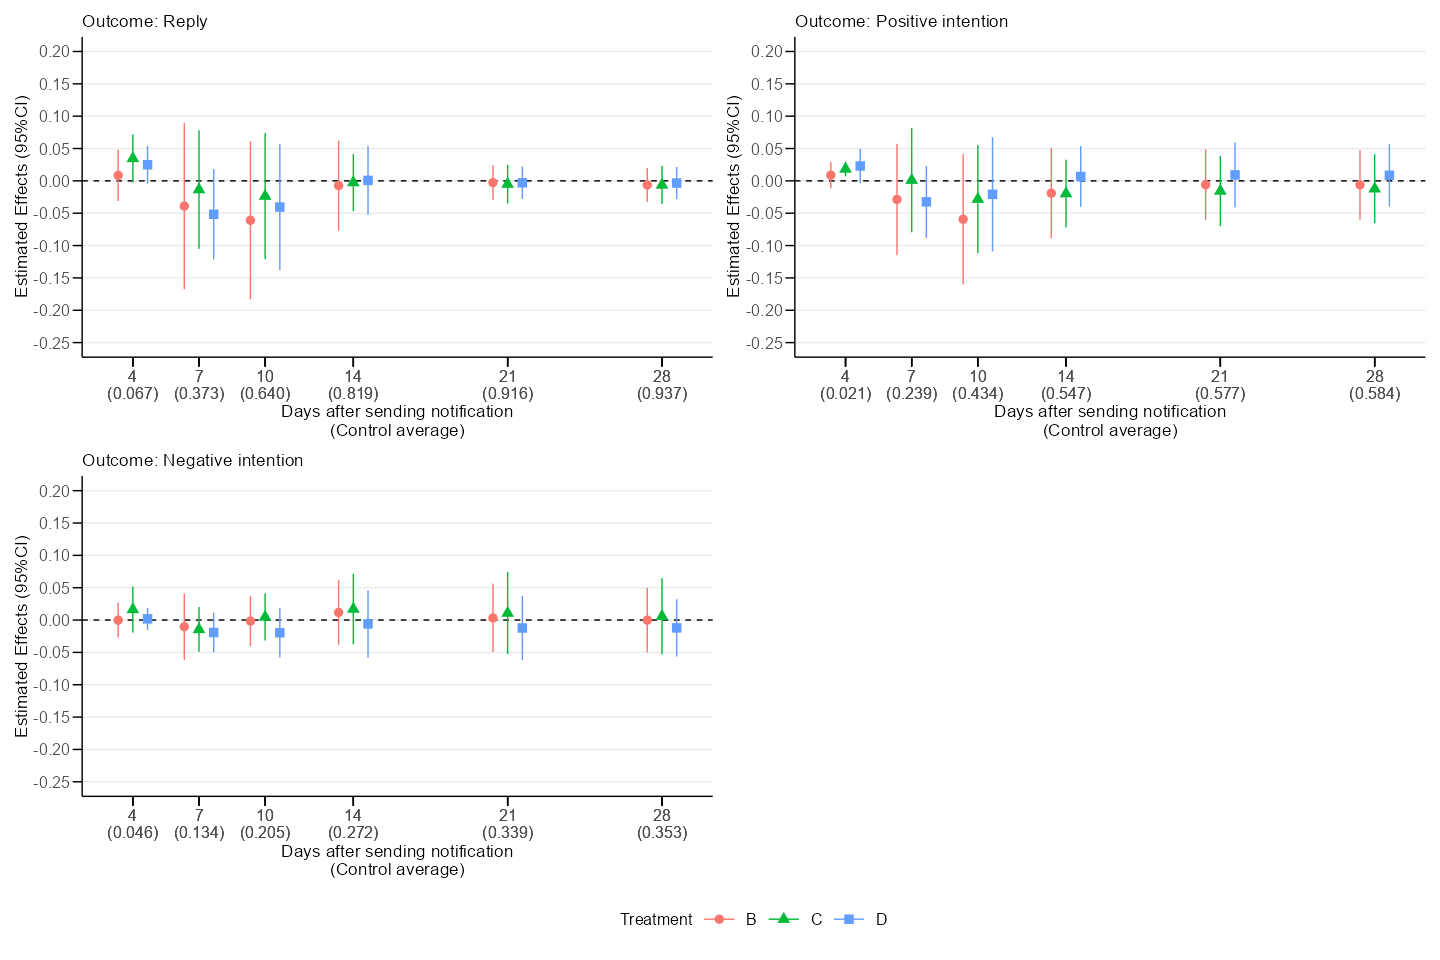 Outcome: Reply
Estimated Effects (95%CI)
0.20
0.15
0.10
0.05
0.00
-0.05
-0.10
-0.15
-0.20
-0.25
4 7 10 14 21 28
(0.067) (0.373) (0.640) (0.819) (0.916) (0.937)
Days after sending notification
(Control average)
Outcome: Positive intention
Estimated Effects (95%CI)
0.20
0.15
0.10
0.05
0.00
-0.05
-0.10
-0.15
-0.20
-0.25
4 7 10 14 21 28
(0.021) (0.239) (0.434) (0.547) (0.577) (0.584)
Days after sending notification
(Control average)
Outcome: Negative intention
Estimated Effects (95%CI)
0.20
0.15
0.10
0.05
0.00
-0.05
-0.10
-0.15
-0.20
-0.25
4 7 10 14 21 28
(0.046) (0.134) (0.205) (0.272) (0.339) (0.353)
Days after sending notification
(Control average)
Treatment B C D